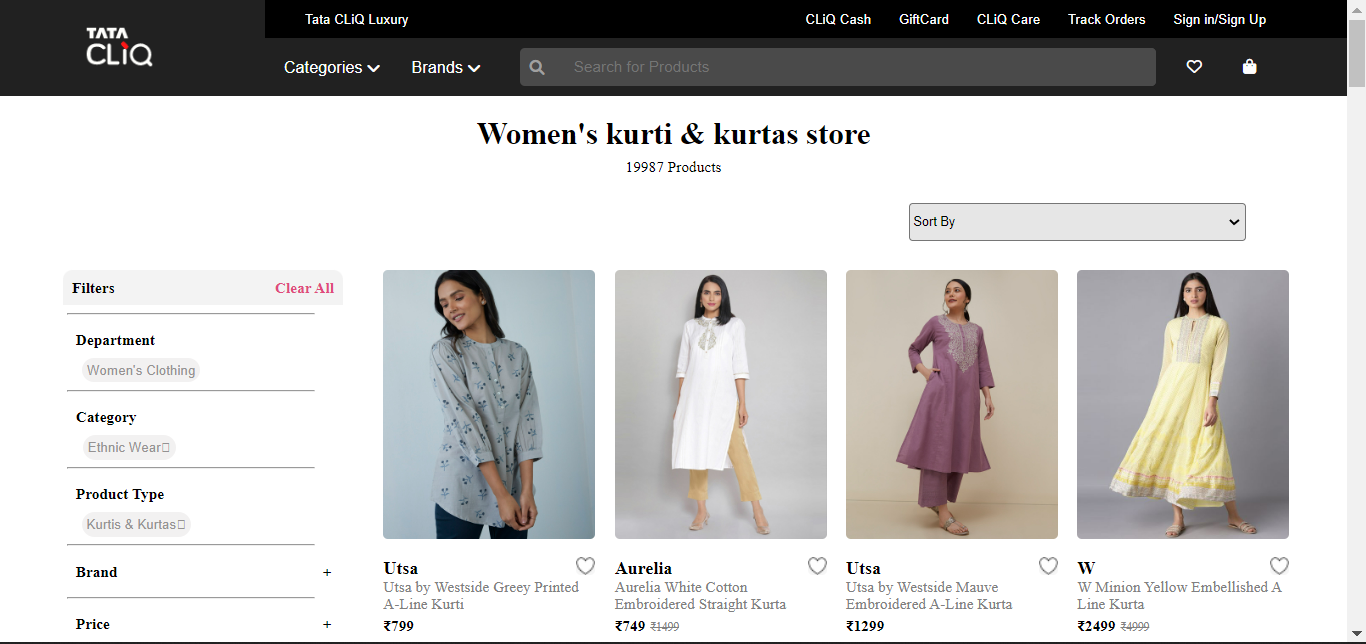 Tata CLiQ Luxury CLiQ Cash GiftCard CLiQ Care Track Orders Sign in/Sign Up
TATA
CLiQ
Categories Brands Search for Products
Women's kurti & kurtas store
19987 Products
Sort By
Filters Clear All
Department
Women's Clothing
Category
Ethnic Wear
Product Type
Kurtis & Kurtas
Brand +
Price +
Utsa
Utsa by Westside Greey Printed
A-Line Kurti
₹799
Aurelia
Aurelia White Cotton
Embroidered Straight Kurta
₹749 ₹1499
Utsa
Utsa by Westside Mauve
Embroidered A-Line Kurta
₹1299
W
W Minion Yellow Embellished A
Line Kurta
₹2499 ₹4999